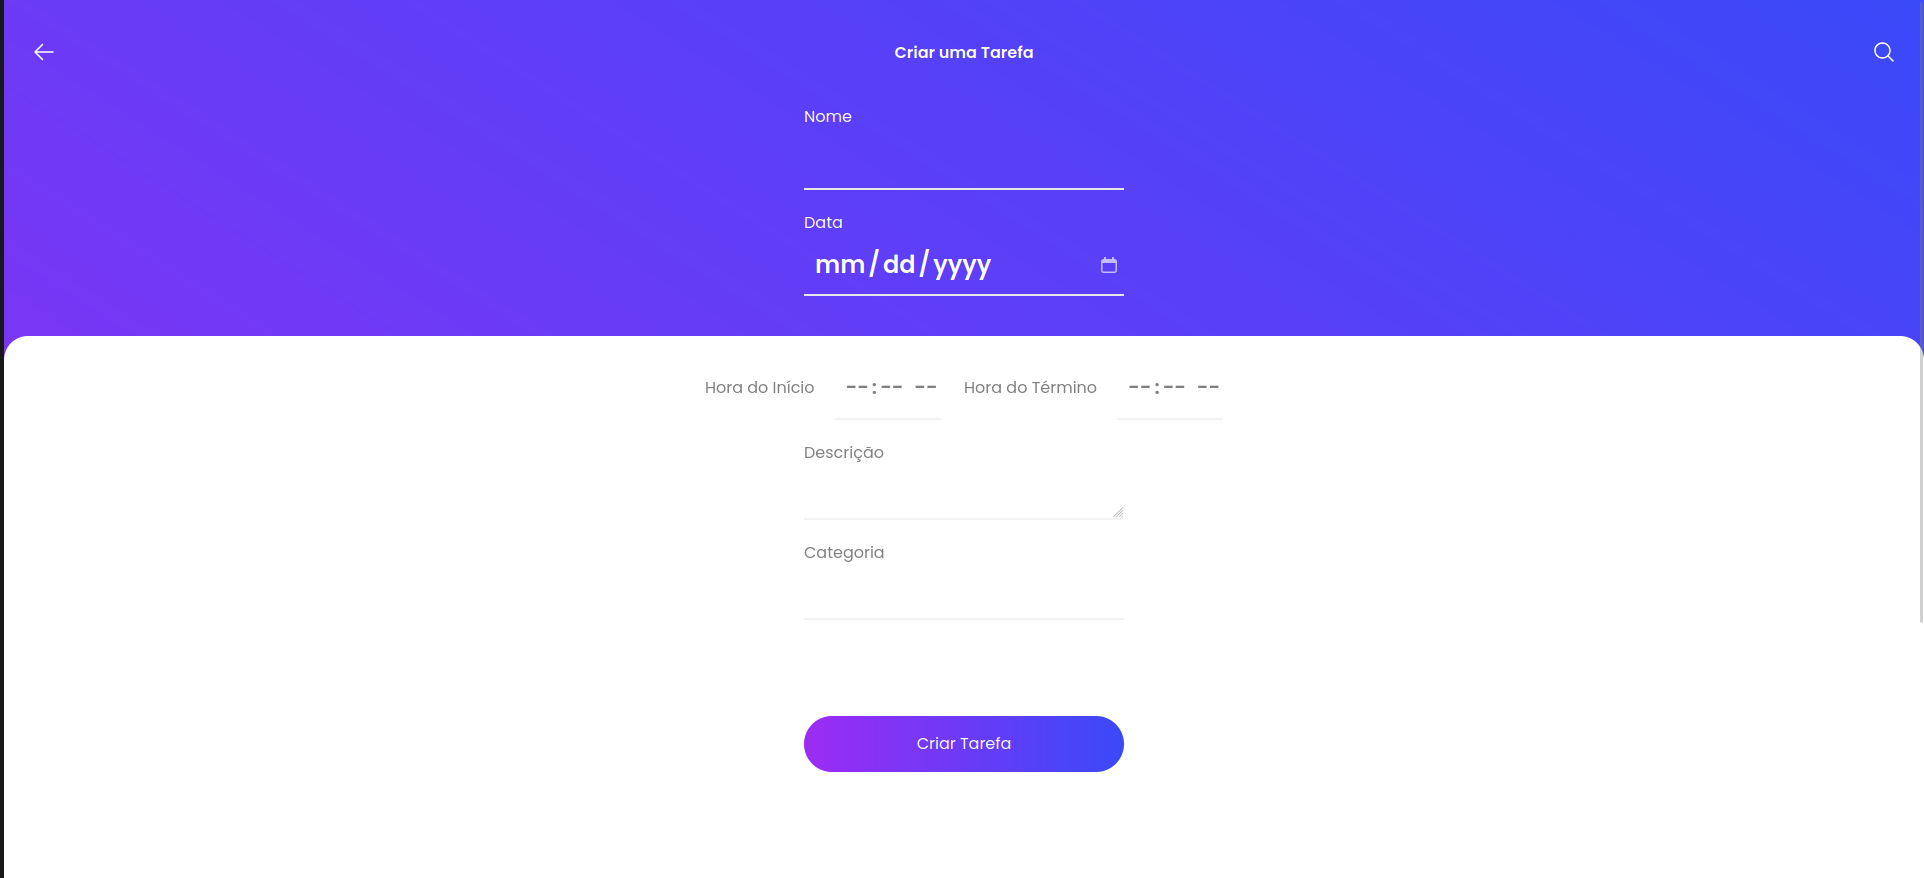 Criar uma Tarefa
Nome
Data
mm/dd/yyyy
Hora do Início --:-- -- Hora do Término --:-- --
Descrição
Categoria
Criar Tarefa